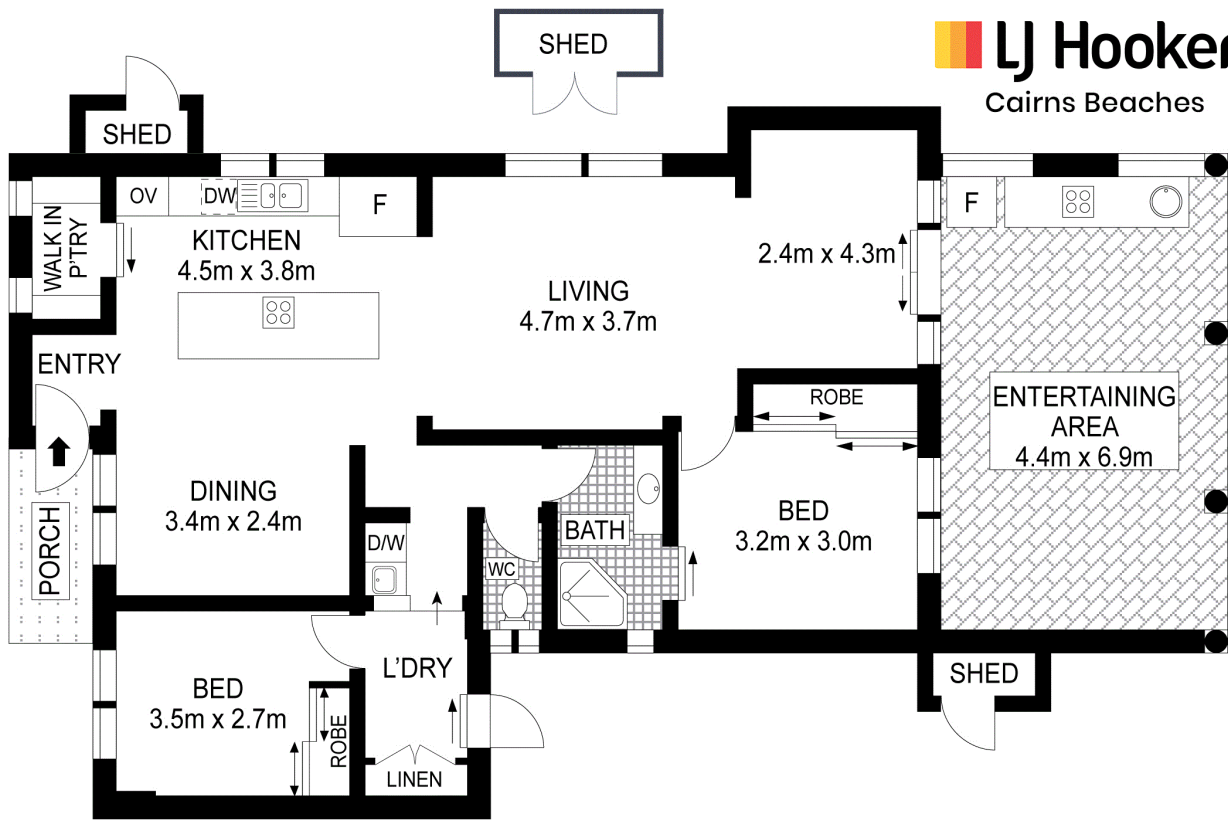 SHED
LJ Hooker
Cairns Beaches
SHED
OV
DW
F
F
WALK IN
P'TRY
KITCHEN
4.5m x 3.8m
LIVING
4.7m x 3.7m
2.4m x 4.3m
ENTRY
ROBE
ENTERTAINING
AREA
4.4m x 6.9m
DINING
3.4m x 2.4m
PORCH
D/W
WC
BATH
BED
3.2m x 3.0m
L'DRY
BED
3.5m x 2.7m
ROBE
LINEN
SHED